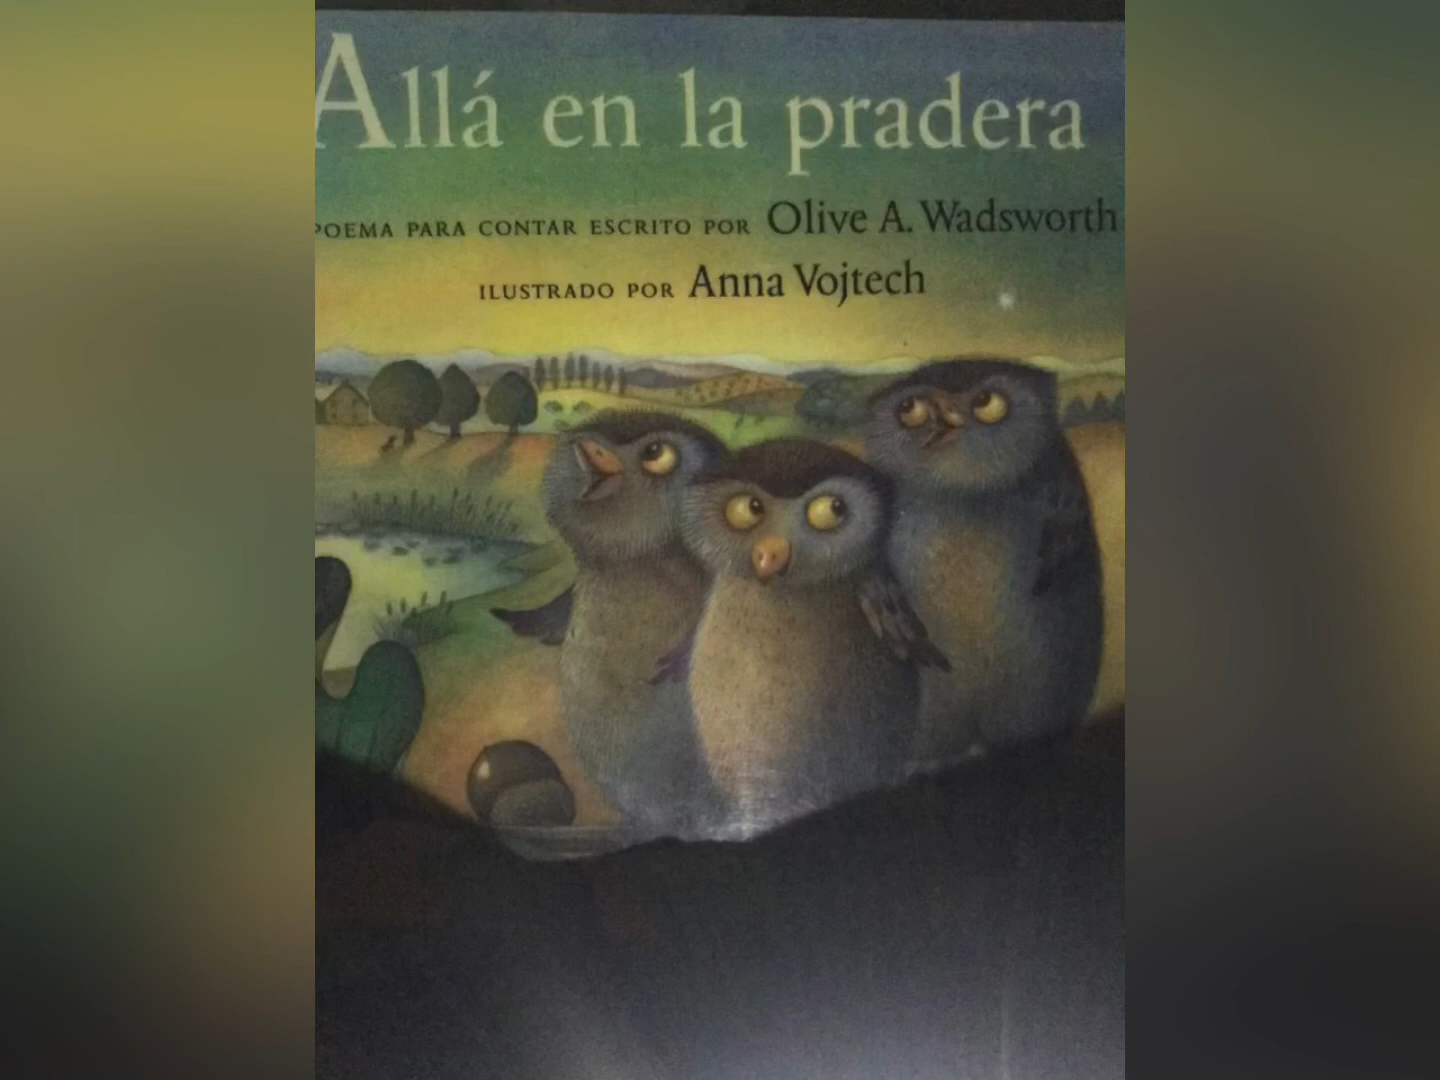 Allá en la pradera
POEMA PARA CONTAR ESCRITO POR Olive A. Wadsworth
ILUSTRADO POR Anna Vojtech